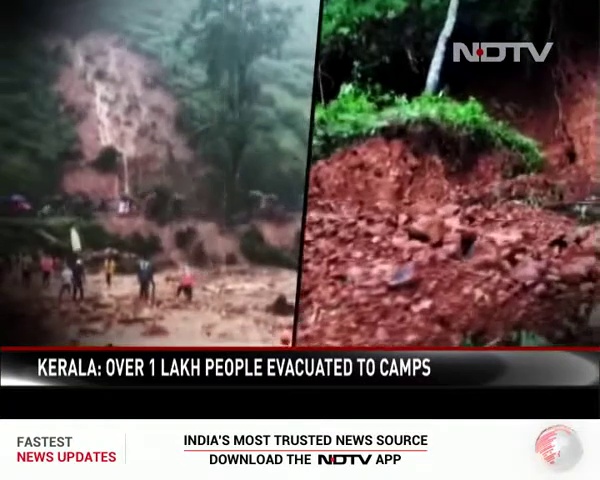 NDTV
KERALA: OVER 1 LAKH PEOPLE EVACUATED TO CAMPS
FASTEST
NEWS UPDATES
INDIA'S MOST TRUSTED NEWS SOURCE
DOWNLOAD THE NDTV APP